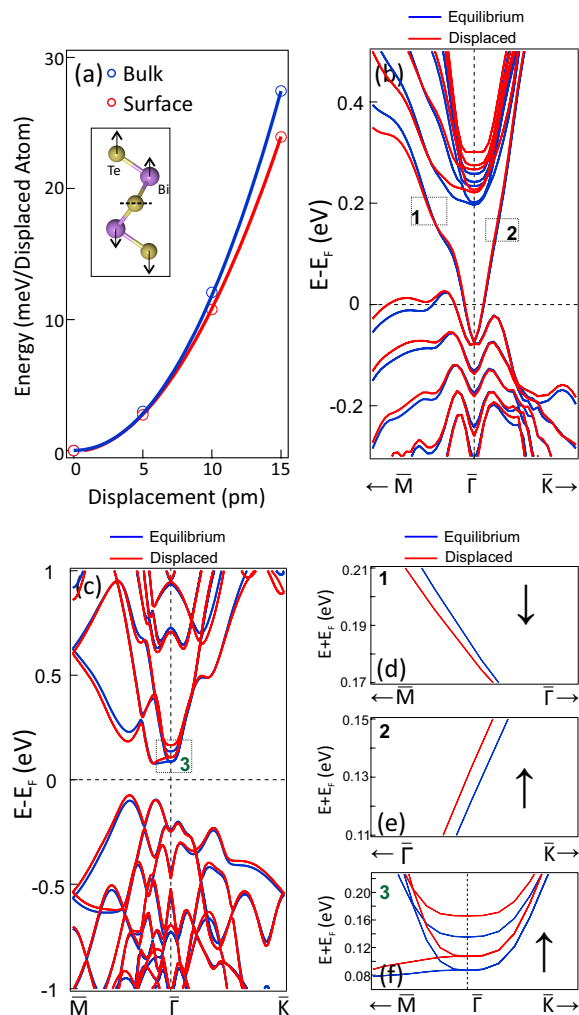 Equilibrium
Displaced
(a)
Bulk
Surface
Te
Bi
30
20
10
0
Energy (meV/Displaced Atom)
0
5
10
15
Displacement (pm)
(b)
1
2
0.4
0.2
0
-0.2
E-E_F (eV)
← M̅
Γ̅
K̅→
Equilibrium
Displaced
(c)
3
1
0.5
0
-0.5
-1
E-E_F (eV)
M̅
Γ̅
K̅
Equilibrium
Displaced
1
0.21
0.19
0.17
E+E_F (eV)
(d)
← M̅
Γ̅ →
2
0.15
0.13
0.11
E+E_F (eV)
(e)
← Γ̅
K̅→
3
0.20
0.16
0.12
0.08
E+E_F (eV)
(f)
← M̅
Γ̅
K̅→